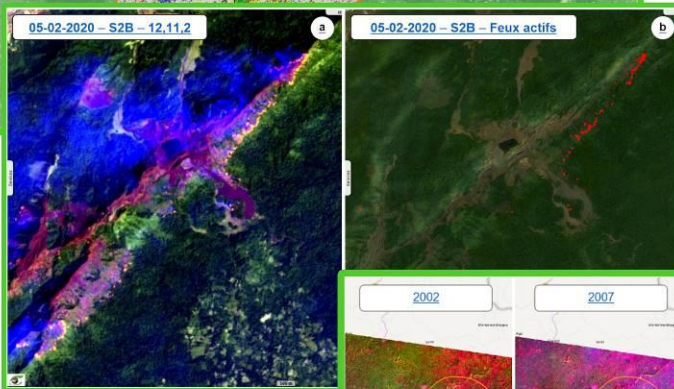 05-02-2020 – S2B – 12,11,2
a
05-02-2020 – S2B – Feux actifs
b
2002
2007